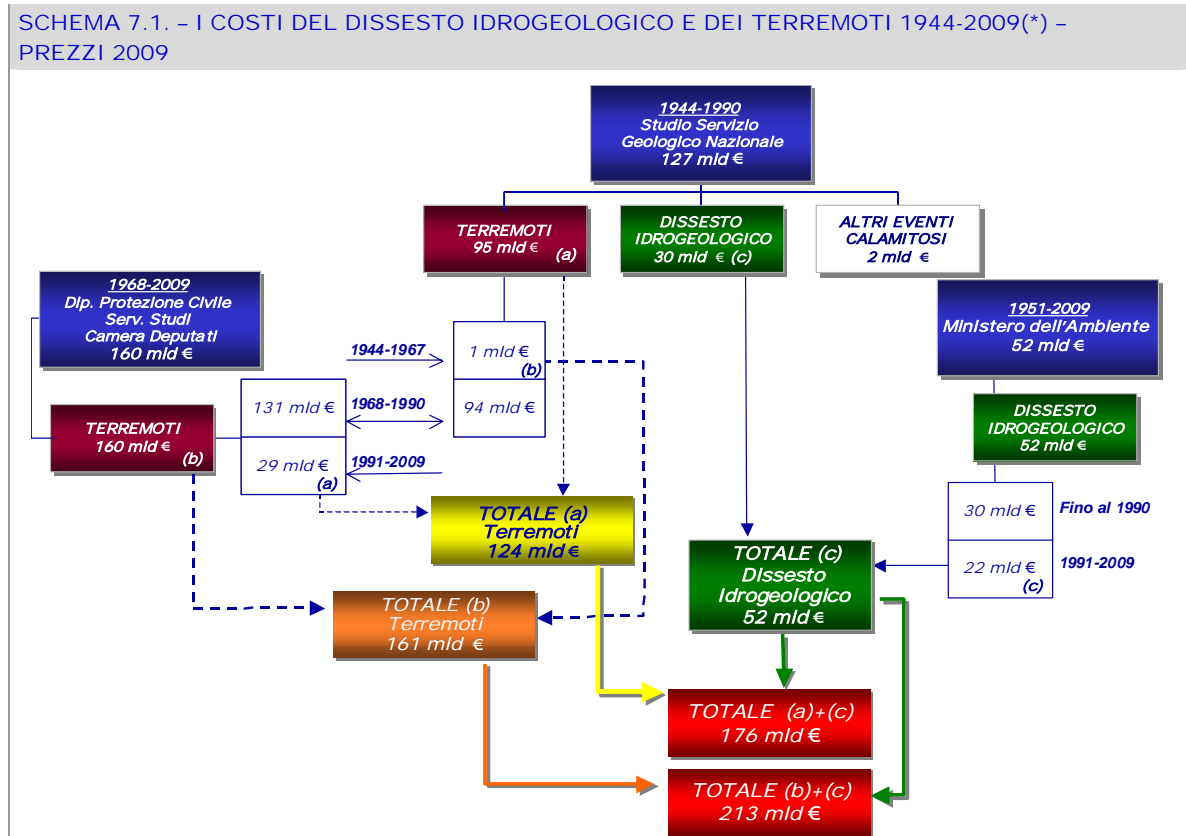 SCHEMA 7.1. – I COSTI DEL DISSESTO IDROGEOLOGICO E DEI TERREMOTI 1944-2009(*) –
PREZZI 2009
1944-1990
Studio Servizio
Geologico Nazionale
127 mld €
TERREMOTI
95 mld €
(a)
DISSESTO
IDROGEOLOGICO
30 mld € (c)
ALTRI EVENTI
CALAMITOSI
2 mld €
1968-2009
Dip. Protezione Civile
Serv. Studi
Camera Deputati
160 mld €
1951-2009
Ministero dell'Ambiente
52 mld €
1944-1967
1 mld €
(b)
131 mld €
1968-1990
94 mld €
TERREMOTI
160 mld €
(b)
29 mld €
(a)
1991-2009
DISSESTO
IDROGEOLOGICO
52 mld €
30 mld €
Fino al 1990
22 mld €
(c)
1991-2009
TOTALE (a)
Terremoti
124 mld €
TOTALE (c)
Dissesto
Idrogeologico
52 mld €
TOTALE (b)
Terremoti
161 mld €
TOTALE (a)+(c)
176 mld €
TOTALE (b)+(c)
213 mld €